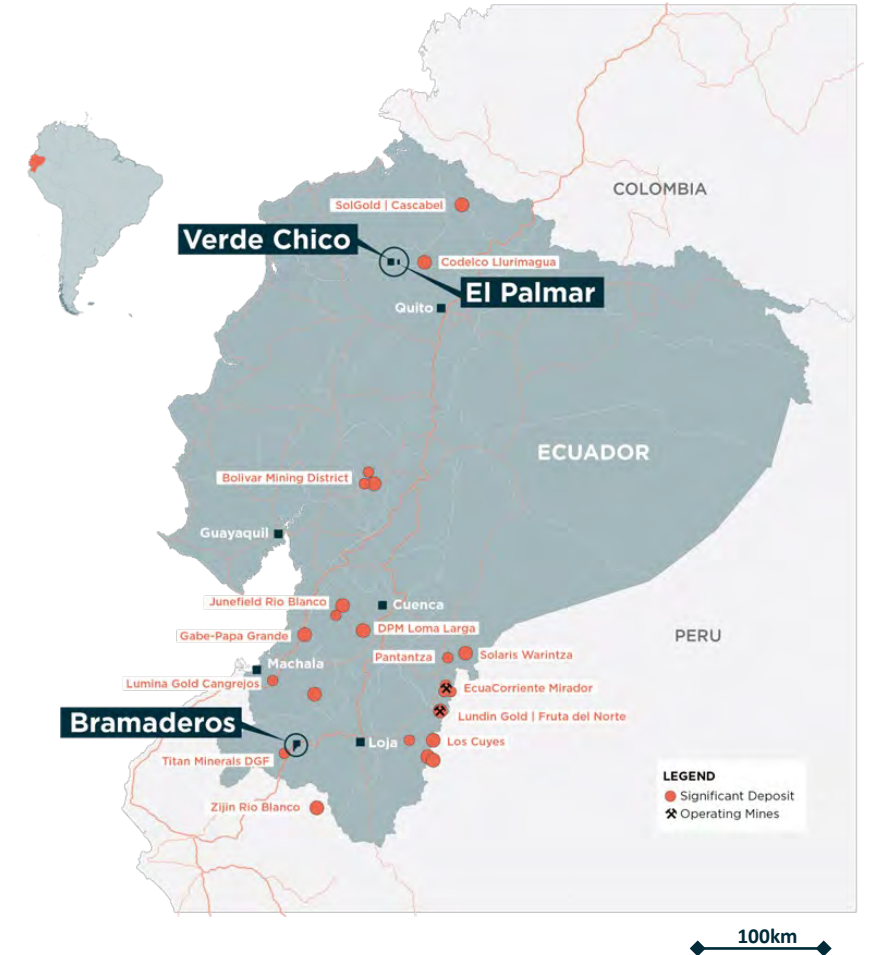 COLOMBIA
SolGold | Cascabel
Verde Chico
Codelco Llurimagua
El Palmar
Quito
ECUADOR
Bolivar Mining District
Guayaquil
Junefield Rio Blanco
Cuenca
Gabe-Papa Grande
DPM Loma Larga
PERU
Pantantza
Solaris Warintza
Machala
Lumina Gold Cangrejos
EcuaCorriente Mirador
Lundin Gold | Fruta del Norte
Bramaderos
Loja
Los Cuyes
Titan Minerals DGF
LEGEND
Significant Deposit
Operating Mines
Zijin Rio Blanco
100km